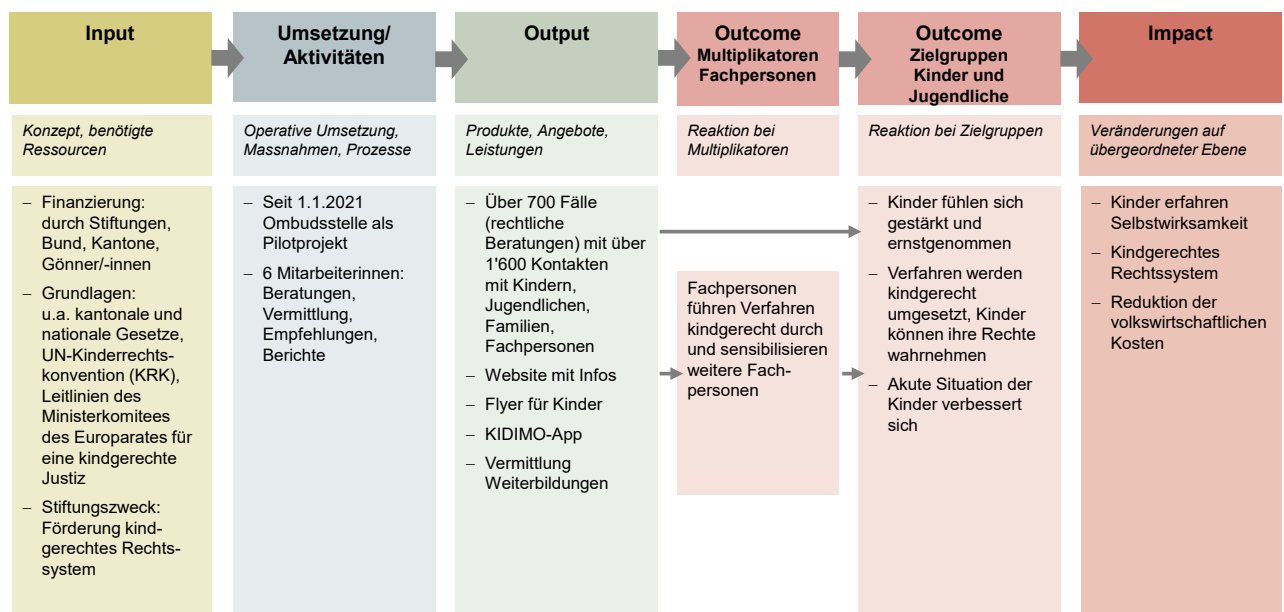 Input
Umsetzung/
Aktivitäten
Output
Outcome
Multiplikatoren
Fachpersonen
Outcome
Zielgruppen
Kinder und
Jugendliche
Impact
Konzept, benötigte
Ressourcen
Operative Umsetzung,
Massnahmen, Prozesse
Produkte, Angebote,
Leistungen
Reaktion bei
Multiplikatoren
Reaktion bei Zielgruppen
Veränderungen auf
übergeordneter Ebene
– Finanzierung:
durch Stiftungen,
Bund, Kantone,
Gönner/-innen
– Grundlagen:
u.a. kantonale und
nationale Gesetze,
UN-Kinderrechts-
konvention (KRK),
Leitlinien des
Ministerkomitees
des Europarates für
eine kindgerechte
Justiz
– Stiftungszweck:
Förderung kind-
gerechtes Rechts-
system
– Seit 1.1.2021
Ombudsstelle als
Pilotprojekt
– 6 Mitarbeiterinnen:
Beratungen,
Vermittlung,
Empfehlungen,
Berichte
– Über 700 Fälle
(rechtliche
Beratungen) mit über
1'600 Kontakten
mit Kindern,
Jugendlichen,
Familien,
Fachpersonen
– Website mit Infos
– Flyer für Kinder
– KIDIMO-App
– Vermittlung
Weiterbildungen
Fachpersonen
führen Verfahren
kindgerecht durch
und sensibilisieren
weitere Fach-
personen
– Kinder fühlen sich
gestärkt und
ernstgenommen
– Verfahren werden
kindgerecht
umgesetzt, Kinder
können ihre Rechte
wahrnehmen
– Akute Situation der
Kinder verbessert
sich
– Kinder erfahren
Selbstwirksamkeit
– Kindgerechtes
Rechtssystem
– Reduktion der
volkswirtschaftlichen
Kosten